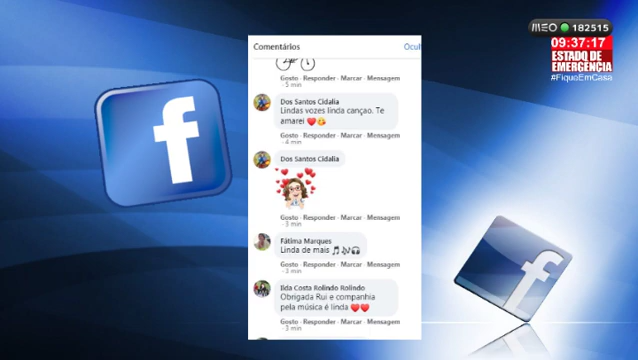 MEO 182515
09:37:17
ESTADO DE
EMERGÊNCIA
#FiqueEmCasa
Comentários
Ocul
Gosto · Responder · Marcar · Mensagem
· 5 min
Dos Santos Cidalia
Lindas vozes linda cançao. Te
amarei ❤️😘
Gosto · Responder · Marcar · Mensagem
· 4 min
Dos Santos Cidalia
Gosto · Responder · Marcar · Mensagem
· 3 min
Fátima Marques
Linda de mais 🎵🎶🎧
Gosto · Responder · Marcar · Mensagem
· 3 min
Ilda Costa Rolindo Rolindo
Obrigada Rui e companhia
pela música é linda ❤️❤️
Gosto · Responder · Marcar · Mensagem
· 3 min
f
f